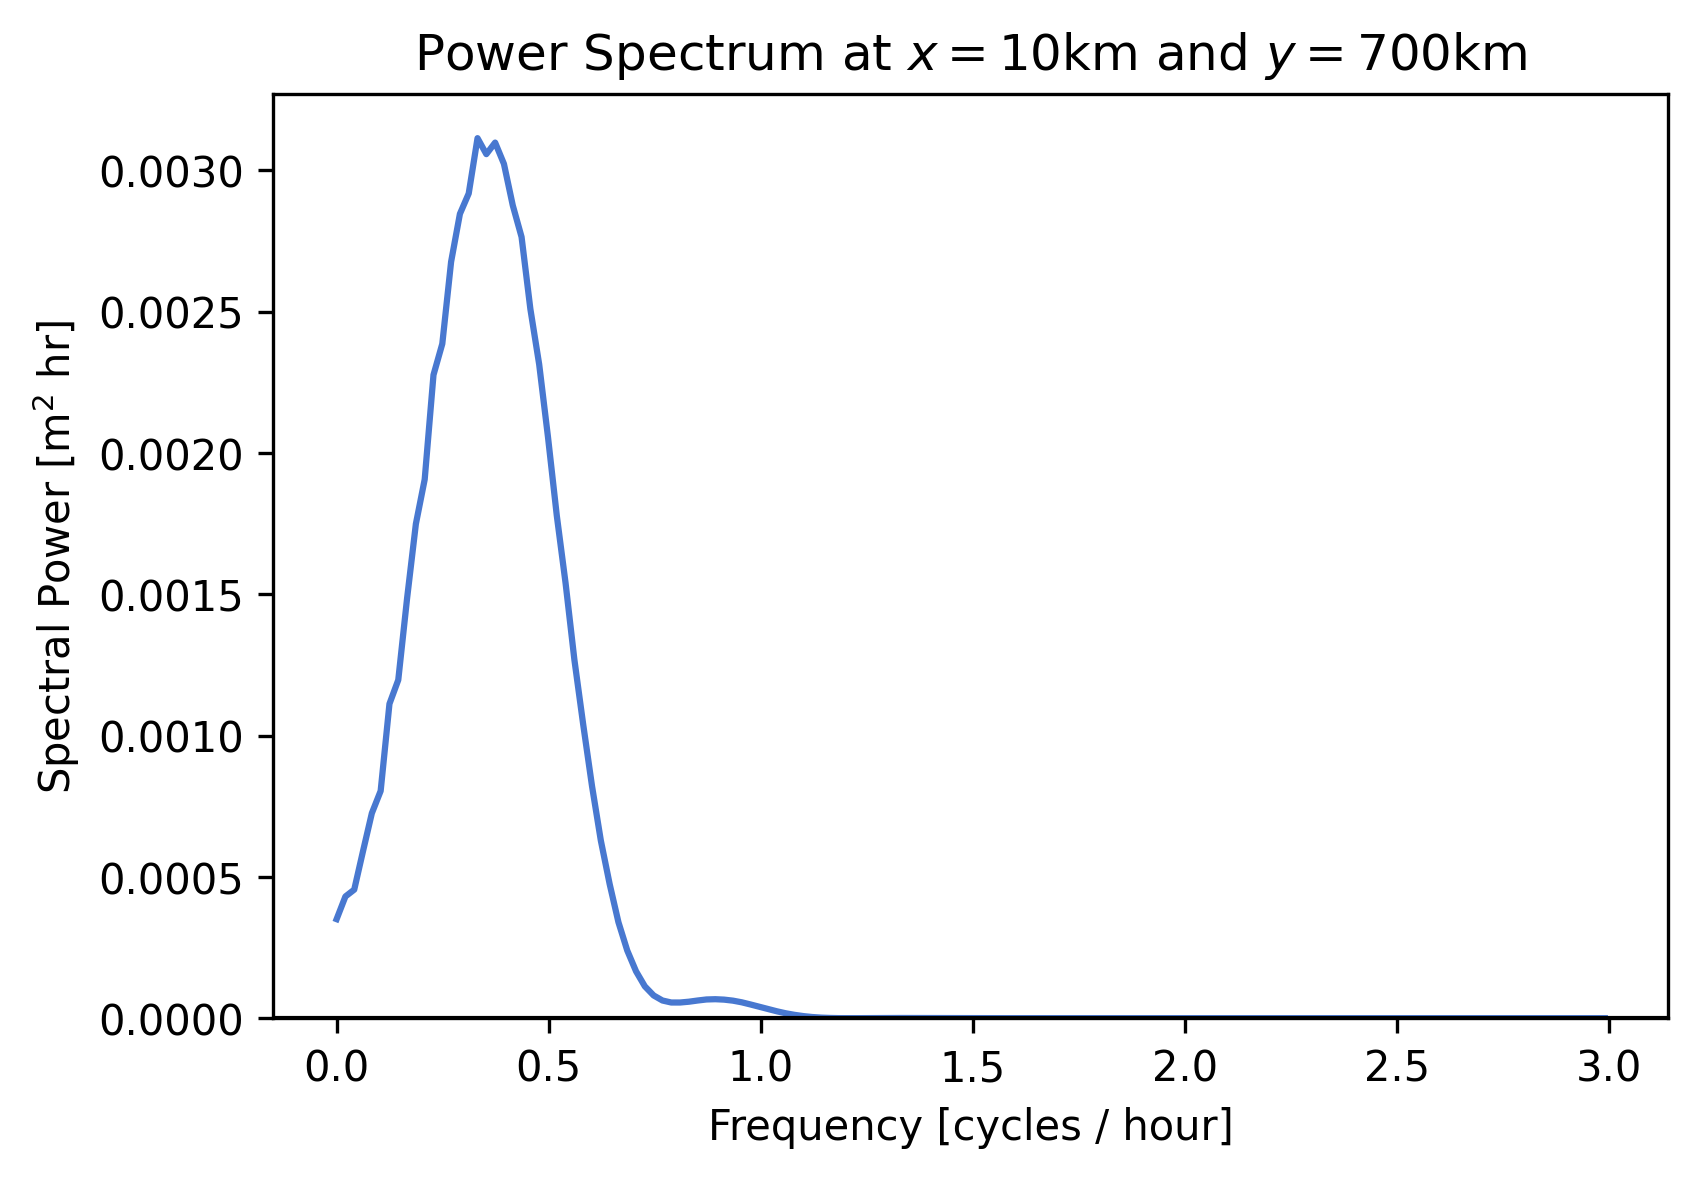 Power Spectrum at x = 10km and y = 700km
Spectral Power [m² hr]
0.0030
0.0025
0.0020
0.0015
0.0010
0.0005
0.0000
0.0 0.5 1.0 1.5 2.0 2.5 3.0
Frequency [cycles / hour]